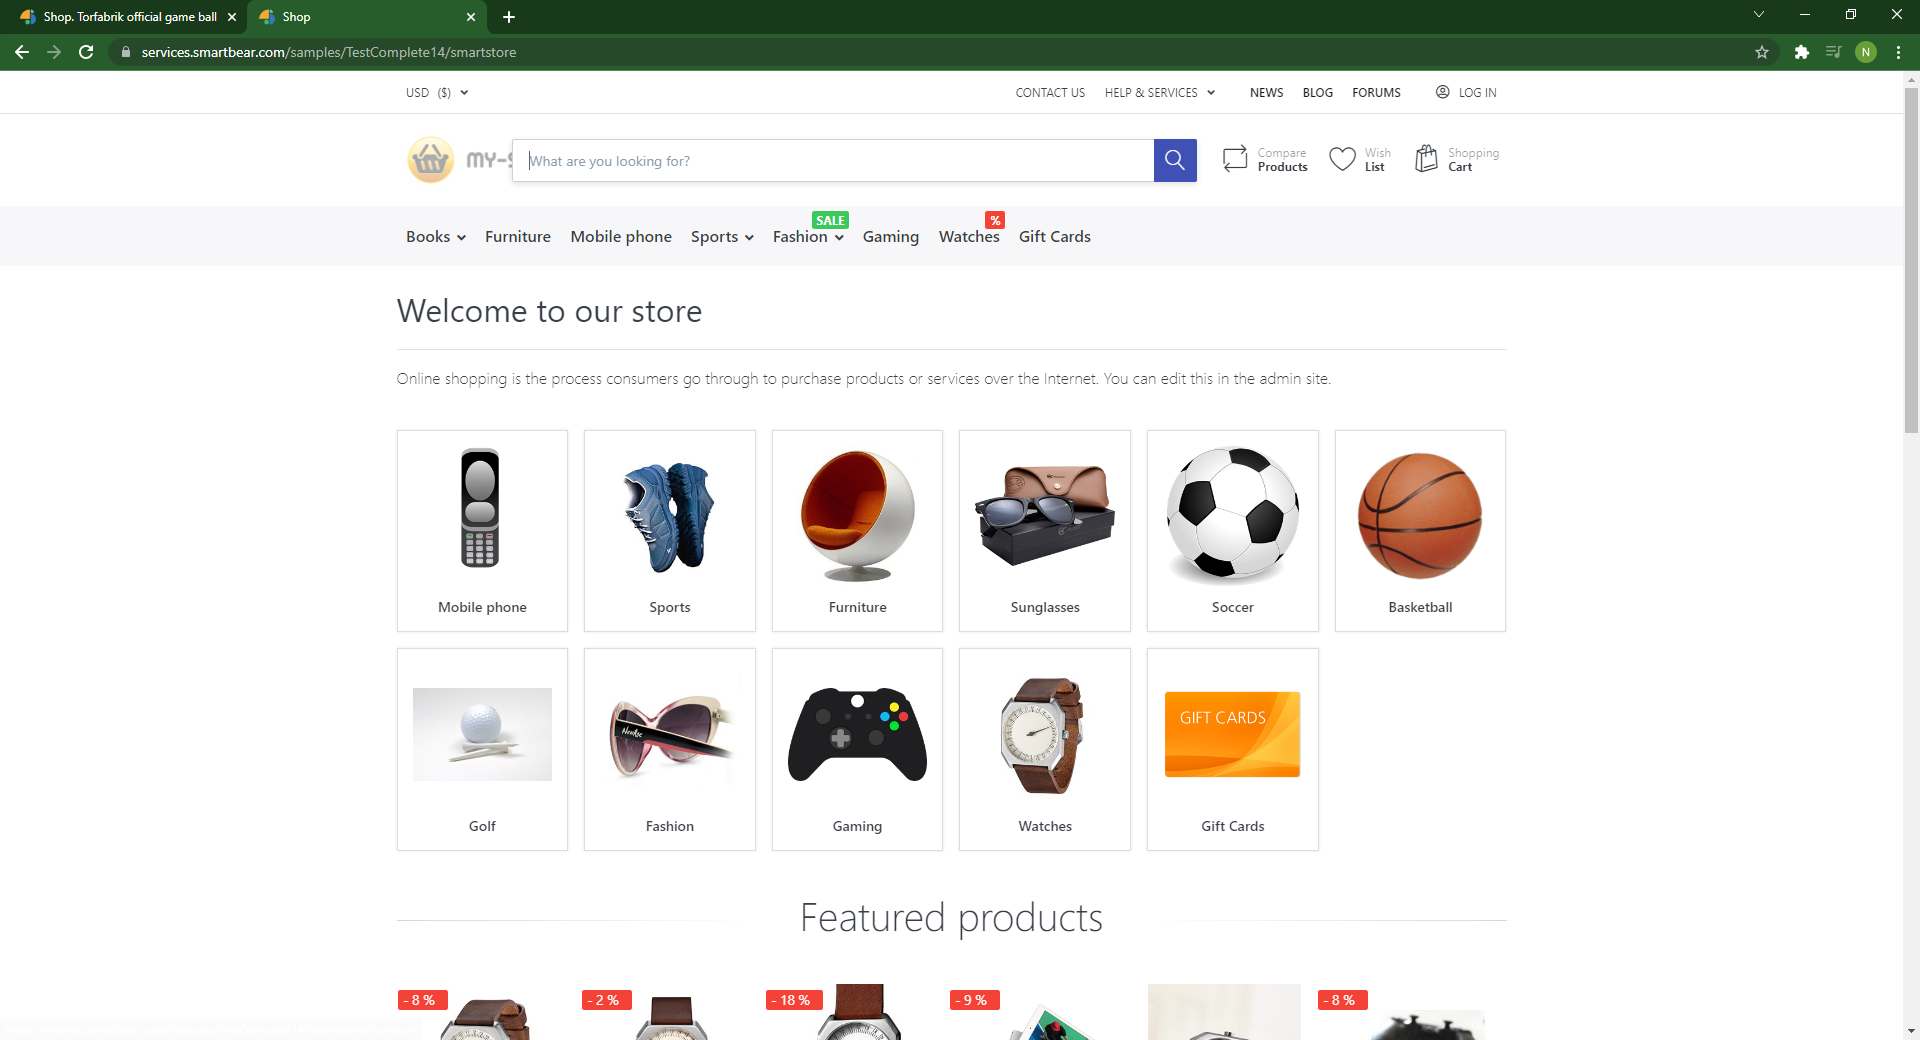 Shop. Torfabrik official game ball
Shop
services.smartbear.com/samples/TestComplete14/smartstore
N
USD ($)
CONTACT US
HELP & SERVICES
NEWS
BLOG
FORUMS
LOG IN
MY-S
What are you looking for?
Compare
Products
Wish
List
Shopping
Cart
SALE
%
Books
Furniture
Mobile phone
Sports
Fashion
Gaming
Watches
Gift Cards
Welcome to our store
Online shopping is the process consumers go through to purchase products or services over the Internet. You can edit this in the admin site.
Mobile phone
Sports
Furniture
Sunglasses
Soccer
Basketball
GIFT CARDS
Golf
Fashion
Gaming
Watches
Gift Cards
Featured products
- 8 %
- 2 %
- 18 %
- 9 %
- 8 %